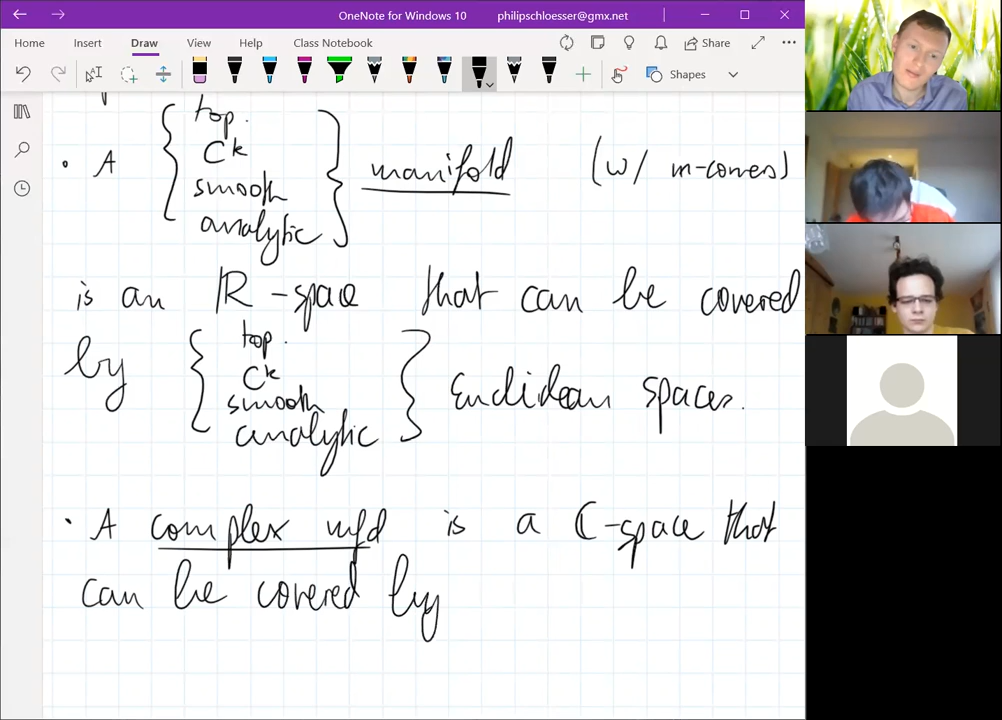 OneNote for Windows 10
philipschloesser@gmx.net
Home Insert Draw View Help Class Notebook
Share
Shapes
top.
Ck
• A smooth manifold (w/ m-corners)
analytic
is an ℝ-space that can be covered
top.
Ck
by smooth Euclidean spaces.
analytic
• A complex mfd is a ℂ-space that
can be covered by